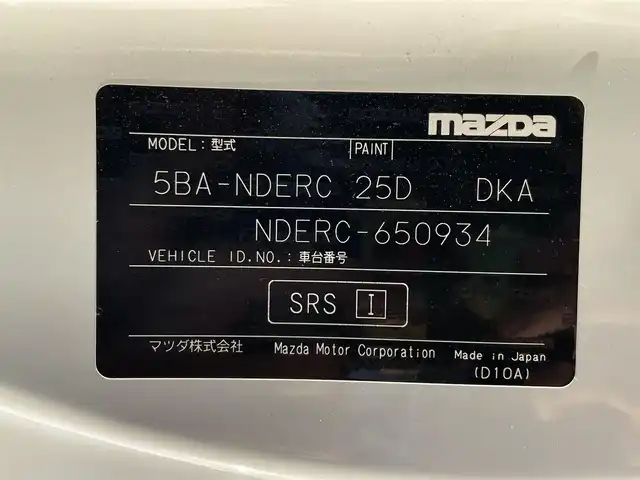 mazDa
MODEL:型式 PAINT
5BA-NDERC 25D DKA
NDERC-650934
VEHICLE ID.NO.:車台番号
SRS I
マツダ株式会社 Mazda Motor Corporation Made in Japan
(D10A)